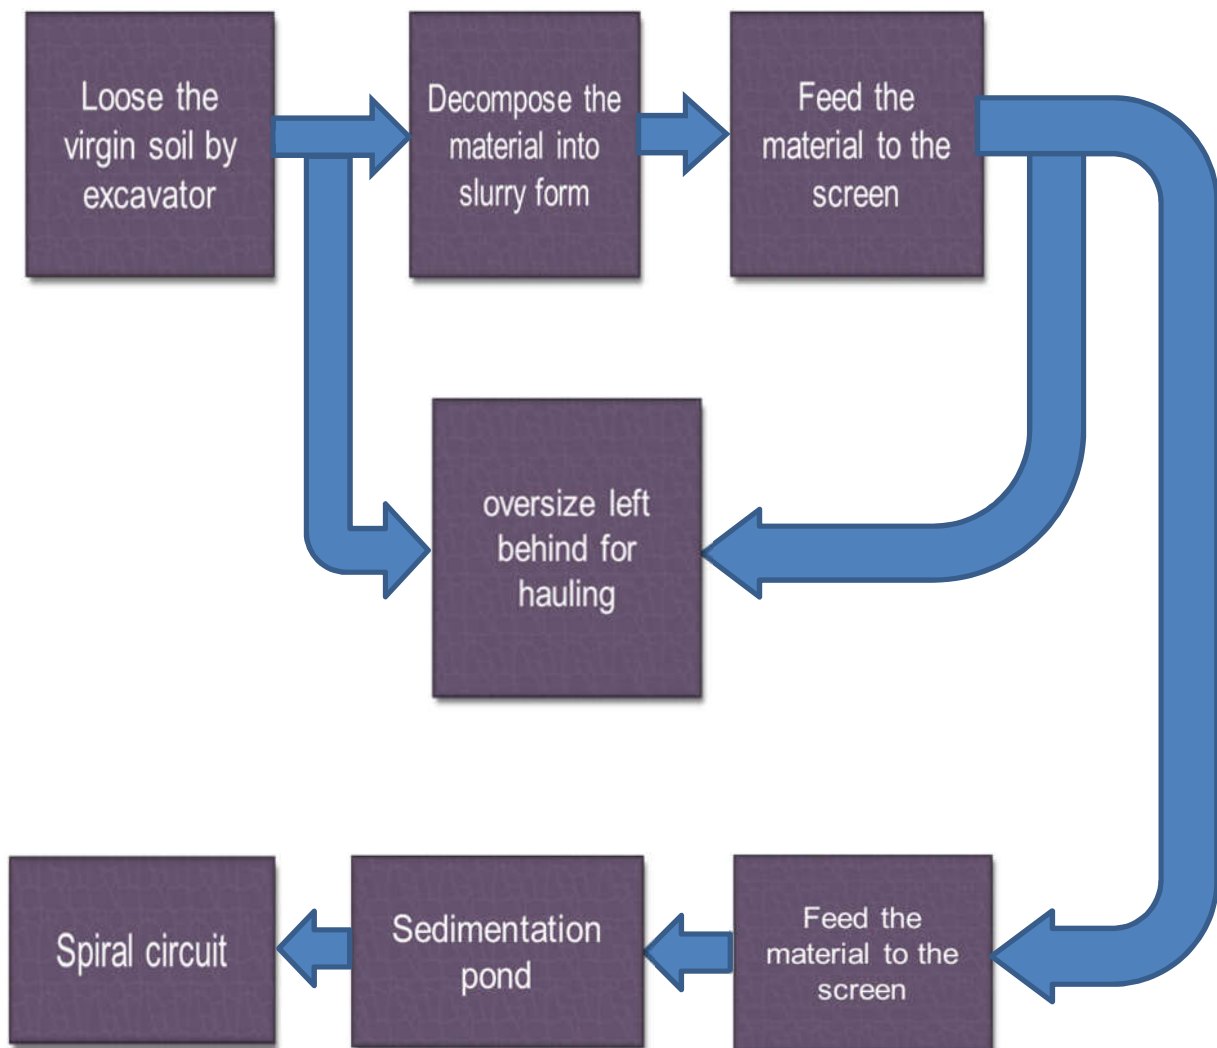 Loose the
virgin soil by
excavator
Decompose the
material into
slurry form
Feed the
material to the
screen
oversize left
behind for
hauling
Feed the
material to the
screen
Sedimentation
pond
Spiral circuit